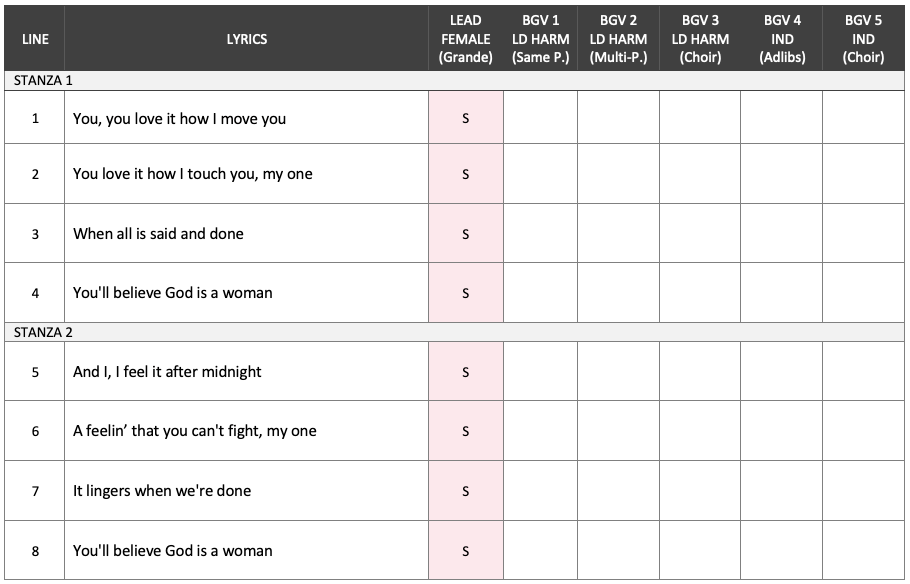 LINE LYRICS LEAD FEMALE (Grande) BGV 1 LD HARM (Same P.) BGV 2 LD HARM (Multi-P.) BGV 3 LD HARM (Choir) BGV 4 IND (Adlibs) BGV 5 IND (Choir)
STANZA 1
1 You, you love it how I move you S
2 You love it how I touch you, my one S
3 When all is said and done S
4 You'll believe God is a woman S
STANZA 2
5 And I, I feel it after midnight S
6 A feelin’ that you can't fight, my one S
7 It lingers when we're done S
8 You'll believe God is a woman S